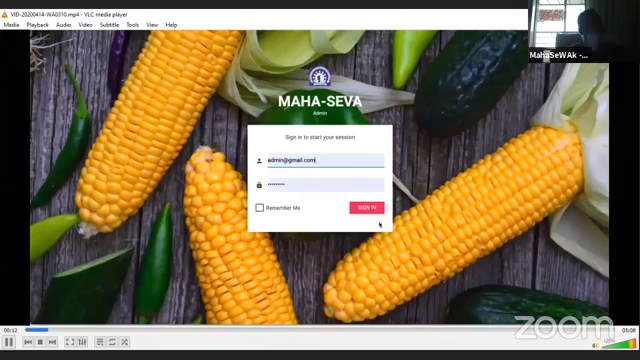 VID-20200414-WA0310.mp4 - VLC media player
Media Playback Audio Video Subtitle Tools View Help
MahaSeWAk -...
MAHA-SEVA
Admin
Sign in to start your session
admin@gmail.com
Remember Me
SIGN IN
00:12
05:08
zoom